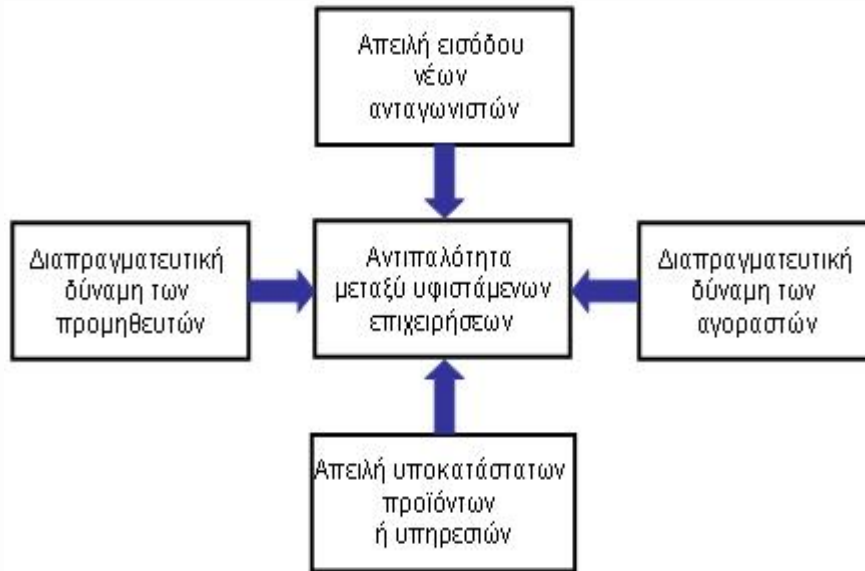 Απειλή εισόδου
νέων
ανταγωνιστών
Διαπραγματευτική
δύναμη των
προμηθευτών
Αντιπαλότητα
μεταξύ υφιστάμενων
επιχειρήσεων
Διαπραγματευτική
δύναμη των
αγοραστών
Απειλή υποκατάστατων
προϊόντων
ή υπηρεσιών